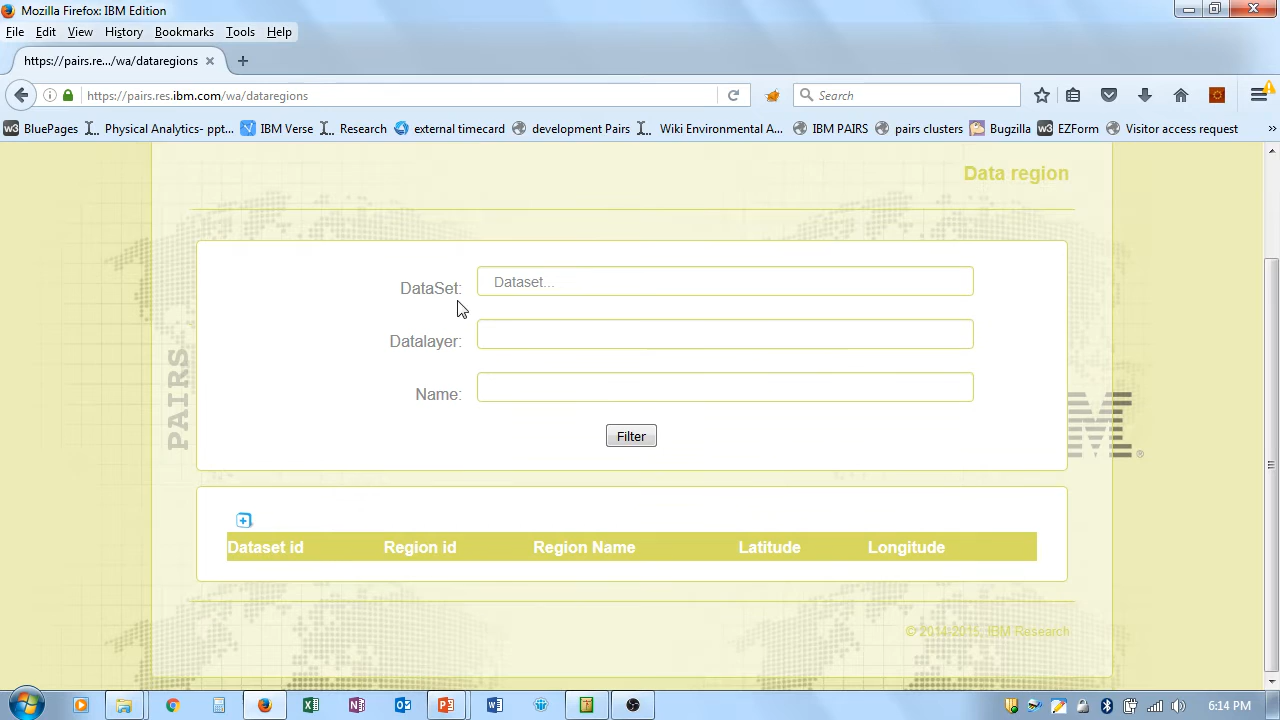 Mozilla Firefox: IBM Edition
File Edit View History Bookmarks Tools Help
https://pairs.re.../wa/dataregions
https://pairs.res.ibm.com/wa/dataregions
Search
w3 BluePages Physical Analytics- ppt... IBM Verse Research external timecard development Pairs Wiki Environmental A... IBM PAIRS pairs clusters Bugzilla w3 EZForm Visitor access request
Data region
DataSet: Dataset...
Datalayer:
Name:
Filter
PAIRS
IBM ®
Dataset id Region id Region Name Latitude Longitude
© 2014-2015, IBM Research
6:14 PM